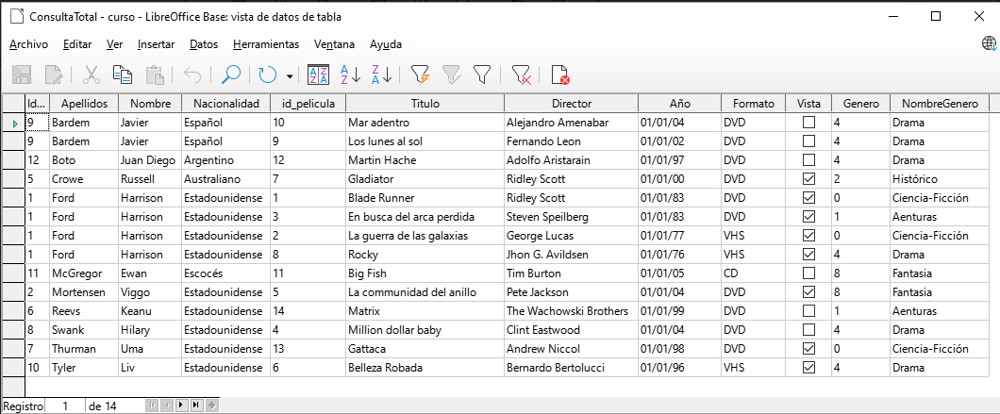 ConsultaTotal - curso - LibreOffice Base: vista de datos de tabla
Archivo Editar Ver Insertar Datos Herramientas Ventana Ayuda
Id... Apellidos Nombre Nacionalidad id_pelicula Titulo Director Año Formato Vista Genero NombreGenero
9 Bardem Javier Español 10 Mar adentro Alejandro Amenabar 01/01/04 DVD 4 Drama
9 Bardem Javier Español 9 Los lunes al sol Fernando Leon 01/01/02 DVD 4 Drama
12 Boto Juan Diego Argentino 12 Martin Hache Adolfo Aristarain 01/01/97 DVD 4 Drama
5 Crowe Russell Australiano 7 Gladiator Ridley Scott 01/01/00 DVD 2 Histórico
1 Ford Harrison Estadounidense 1 Blade Runner Ridley Scott 01/01/83 DVD 0 Ciencia-Ficción
1 Ford Harrison Estadounidense 3 En busca del arca perdida Steven Speilberg 01/01/83 DVD 1 Aenturas
1 Ford Harrison Estadounidense 2 La guerra de las galaxias George Lucas 01/01/77 VHS 0 Ciencia-Ficción
1 Ford Harrison Estadounidense 8 Rocky Jhon G. Avildsen 01/01/76 VHS 4 Drama
11 McGregor Ewan Escocés 11 Big Fish Tim Burton 01/01/05 CD 8 Fantasia
2 Mortensen Viggo Estadounidense 5 La communidad del anillo Pete Jackson 01/01/04 DVD 8 Fantasia
6 Reevs Keanu Estadounidense 14 Matrix The Wachowski Brothers 01/01/99 DVD 1 Aenturas
8 Swank Hilary Estadounidense 4 Million dollar baby Clint Eastwood 01/01/04 DVD 4 Drama
7 Thurman Uma Estadounidense 13 Gattaca Andrew Niccol 01/01/98 DVD 0 Ciencia-Ficción
10 Tyler Liv Estadounidense 6 Belleza Robada Bernardo Bertolucci 01/01/96 VHS 4 Drama
Registro 1 de 14